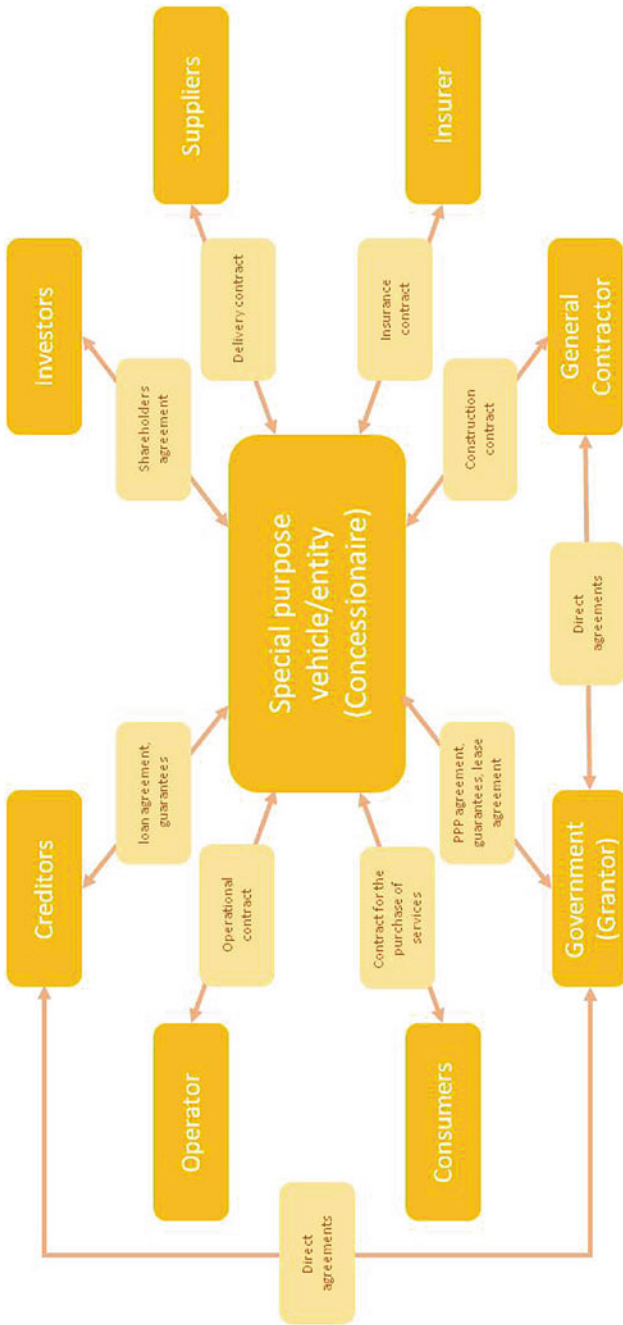 Creditors
Investors
loan agreement,
guarantees
Shareholders
agreement
Operator
Operational
contract
Delivery contract
Suppliers
Special purpose
vehicle/entity
(Concessionaire)
Direct
agreements
Consumers
Contract for the
purchase of
services
Insurance
contract
Insurer
PPP agreement,
guarantees, lease
agreement
Construction
contract
Government
(Grantor)
Direct
agreements
General
Contractor